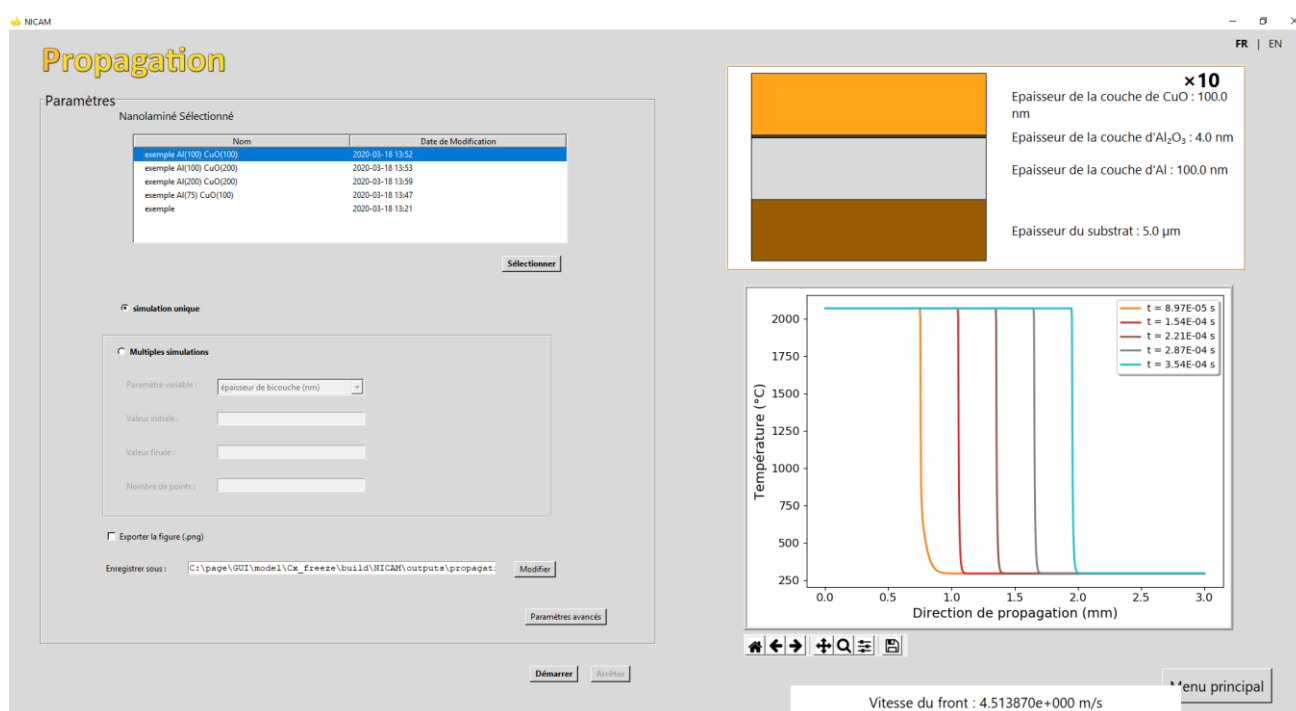 NICAM
FR | EN
Propagation
Paramètres
Nanolaminé Sélectionné
Nom Date de Modification
exemple Al(100) CuO(100) 2020-03-18 13:52
exemple Al(100) CuO(200) 2020-03-18 13:53
exemple Al(200) CuO(200) 2020-03-18 13:59
exemple Al(75) CuO(100) 2020-03-18 13:47
exemple 2020-03-18 13:21
Sélectionner
simulation unique
Multiples simulations
Paramètre variable :
épaisseur de bicouche (nm)
Valeur initiale :
Valeur finale :
Nombre de points :
Exporter la figure (.png)
Enregistrer sous : C:\page\GUI\model\Cx_freeze\build\NICAM\outputs\propagat: Modifier
Paramètres avancés
Démarrer Arrêter
×10
Epaisseur de la couche de CuO : 100.0
nm
Epaisseur de la couche d'Al₂O₃ : 4.0 nm
Epaisseur de la couche d'Al : 100.0 nm
Epaisseur du substrat : 5.0 µm
t = 8.97E-05 s
t = 1.54E-04 s
t = 2.21E-04 s
t = 2.87E-04 s
t = 3.54E-04 s
Température (°C)
2000
1750
1500
1250
1000
750
500
250
0.0 0.5 1.0 1.5 2.0 2.5 3.0
Direction de propagation (mm)
Menu principal
Vitesse du front : 4.513870e+000 m/s